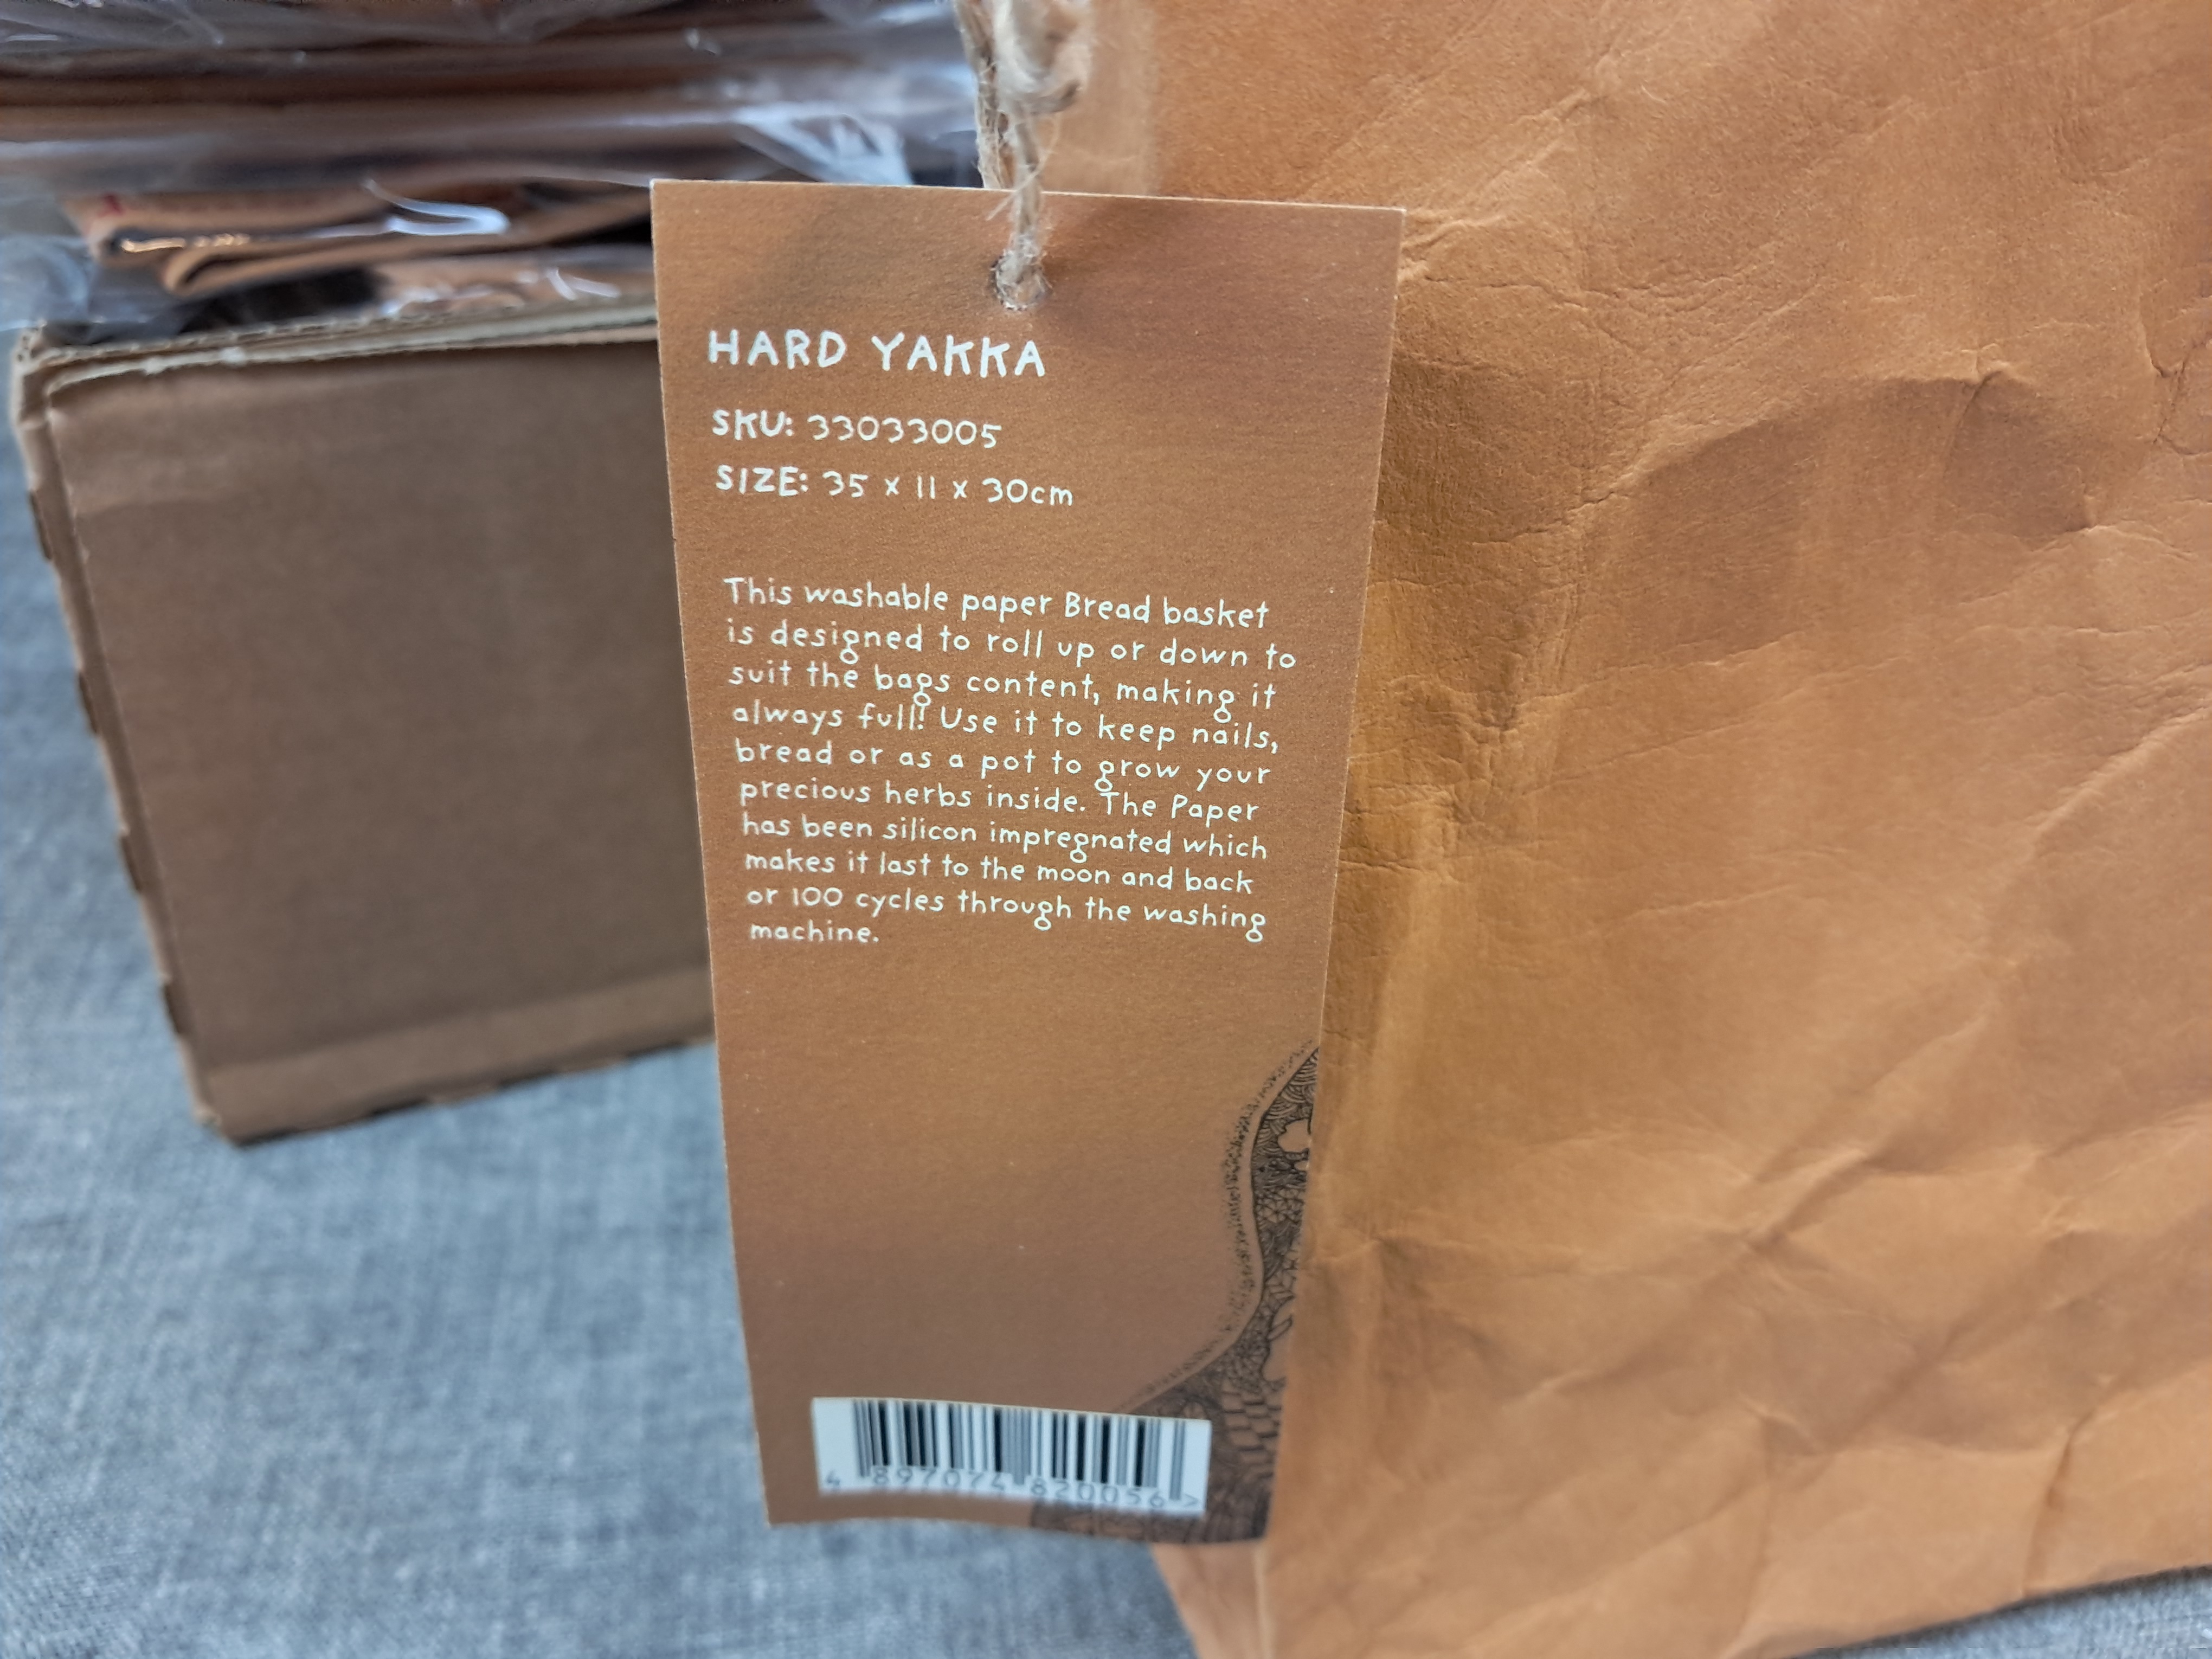 HARD YAKKA
SKU: 33033005
SIZE: 35 x 11 x 30cm
This washable paper Bread basket
is designed to roll up or down to
suit the bags content, making it
always full! Use it to keep nails,
bread or as a pot to grow your
precious herbs inside. The Paper
has been silicon impregnated which
makes it last to the moon and back
or 100 cycles through the washing
machine.
4 897074 820056 >